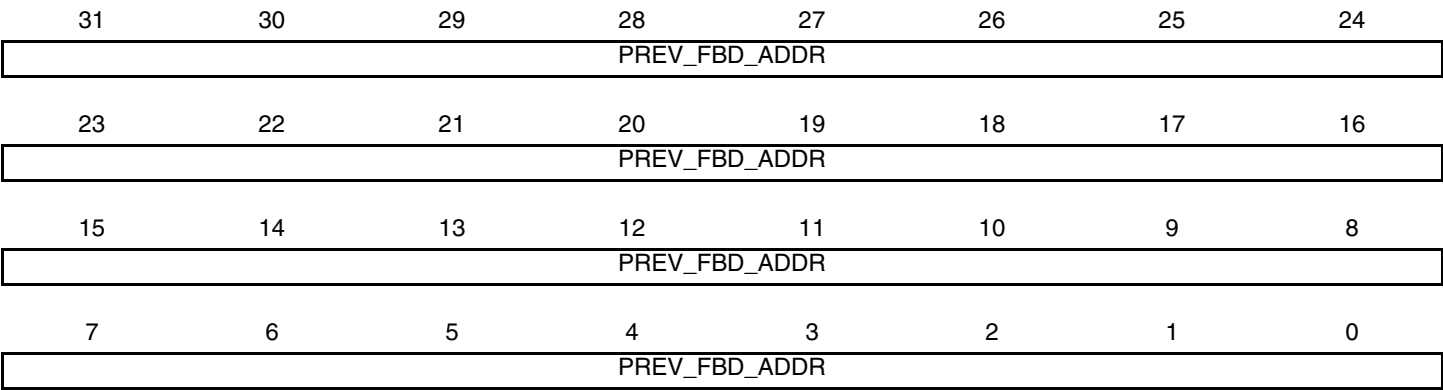 31 30 29 28 27 26 25 24
PREV_FBD_ADDR
23 22 21 20 19 18 17 16
PREV_FBD_ADDR
15 14 13 12 11 10 9 8
PREV_FBD_ADDR
7 6 5 4 3 2 1 0
PREV_FBD_ADDR